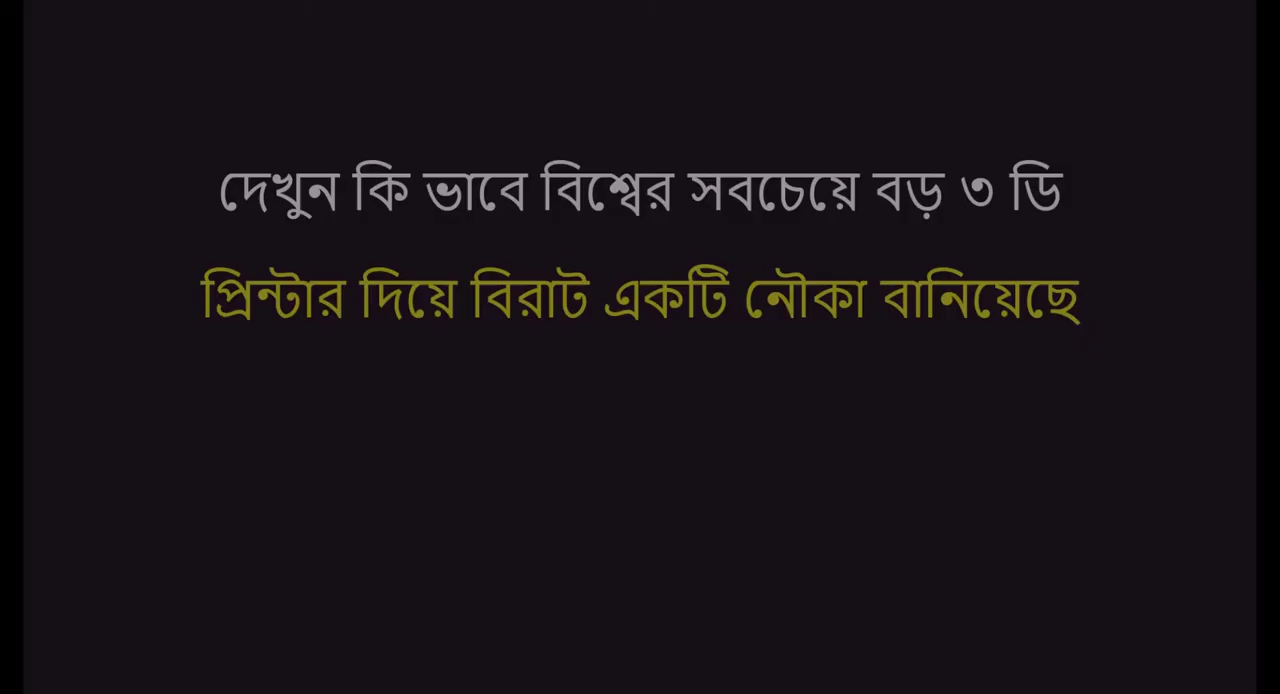 দেখুন কি ভাবে বিশ্বের সবচেয়ে বড় ৩ ডি
প্রিন্টার দিয়ে বিরাট একটি নৌকা বানিয়েছে